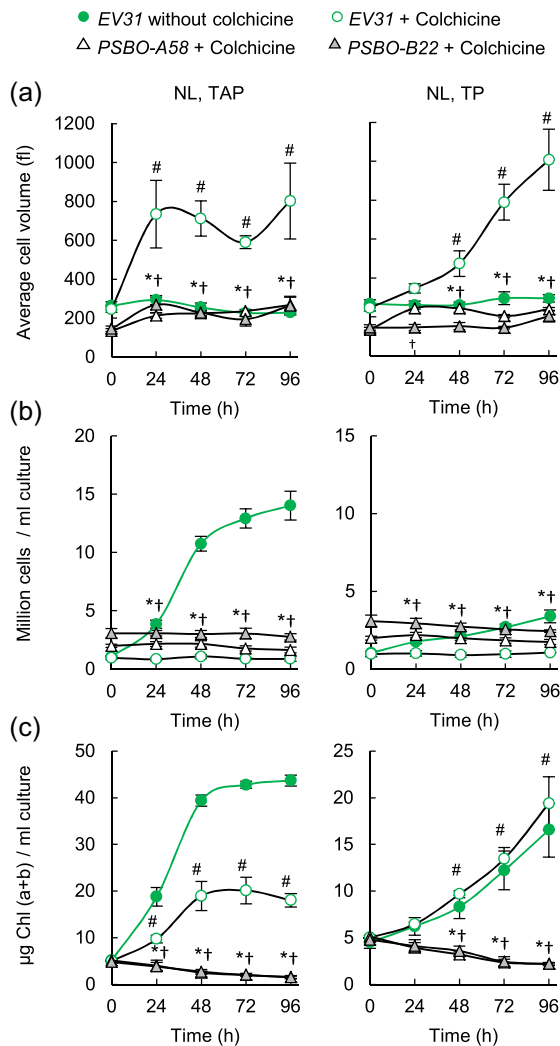 EV31 without colchicine EV31 + Colchicine
PSBO-A58 + Colchicine PSBO-B22 + Colchicine
(a) NL, TAP NL, TP
Average cell volume (fl)
1200
1000
800
600
400
200
0
# # # #
*† *† *† *†
0 24 48 72 96
Time (h)
# # #
*† *† *†
†
0 24 48 72 96
Time (h)
(b)
Million cells / ml culture
20
15
10
5
0
*† *† *† *†
0 24 48 72 96
Time (h)
15
10
5
0
*† *† *† *†
0 24 48 72 96
Time (h)
(c)
µg Chl (a+b) / ml culture
50
40
30
20
10
0
# # # #
*† *† *† *†
0 24 48 72 96
Time (h)
25
20
15
10
5
0
# # #
*† *† *†
0 24 48 72 96
Time (h)